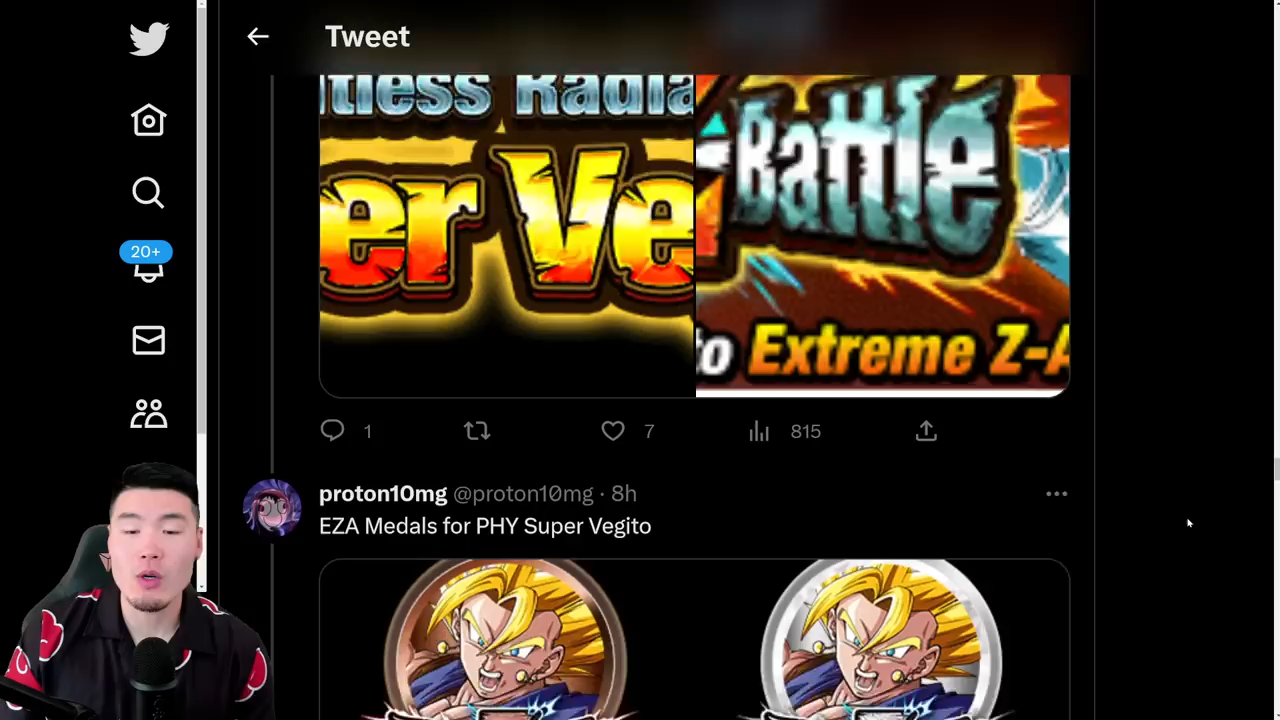 Tweet
tless Radia
Battle
er Ve
to Extreme Z-A
1
7
815
20+
proton10mg @proton10mg · 8h
EZA Medals for PHY Super Vegito